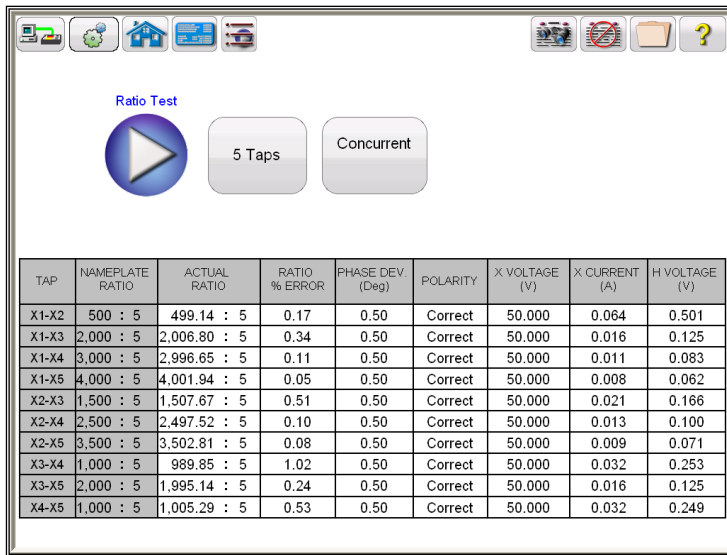 Ratio Test
5 Taps
Concurrent
TAP NAMEPLATE RATIO ACTUAL RATIO RATIO % ERROR PHASE DEV. (Deg) POLARITY X VOLTAGE (V) X CURRENT (A) H VOLTAGE (V)
X1-X2 500 : 5 499.14 : 5 0.17 0.50 Correct 50.000 0.064 0.501
X1-X3 2,000 : 5 2,006.80 : 5 0.34 0.50 Correct 50.000 0.016 0.125
X1-X4 3,000 : 5 2,996.65 : 5 0.11 0.50 Correct 50.000 0.011 0.083
X1-X5 4,000 : 5 4,001.94 : 5 0.05 0.50 Correct 50.000 0.008 0.062
X2-X3 1,500 : 5 1,507.67 : 5 0.51 0.50 Correct 50.000 0.021 0.166
X2-X4 2,500 : 5 2,497.52 : 5 0.10 0.50 Correct 50.000 0.013 0.100
X2-X5 3,500 : 5 3,502.81 : 5 0.08 0.50 Correct 50.000 0.009 0.071
X3-X4 1,000 : 5 989.85 : 5 1.02 0.50 Correct 50.000 0.032 0.253
X3-X5 2,000 : 5 1,995.14 : 5 0.24 0.50 Correct 50.000 0.016 0.125
X4-X5 1,000 : 5 1,005.29 : 5 0.53 0.50 Correct 50.000 0.032 0.249